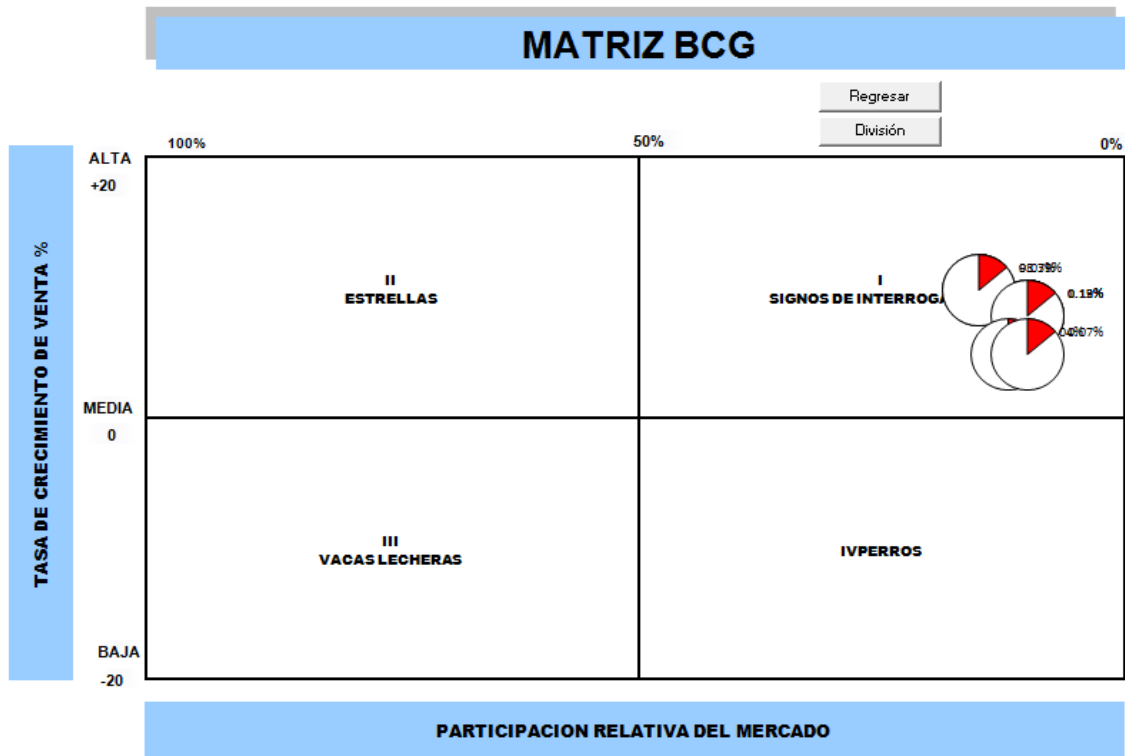 MATRIZ BCG
Regresar
División
100%
50%
0%
ALTA
+20
TASA DE CRECIMIENTO DE VENTA %
II
ESTRELLAS
I
SIGNOS DE INTERROGA
MEDIA
0
III
VACAS LECHERAS
IVPERROS
BAJA
-20
PARTICIPACION RELATIVA DEL MERCADO